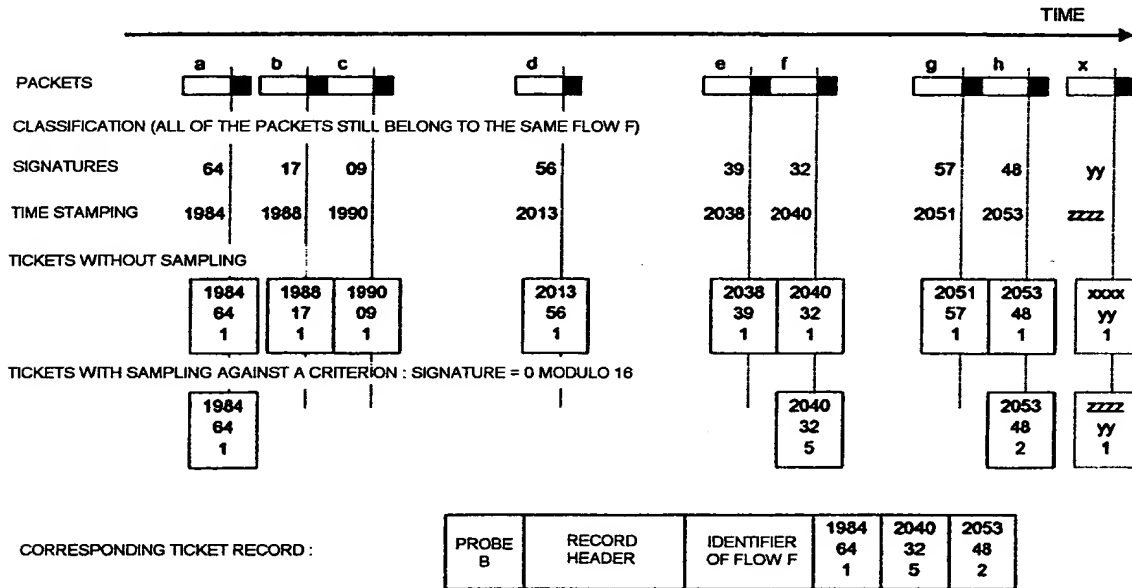 TIME
a b c d e f g h x
PACKETS
CLASSIFICATION (ALL OF THE PACKETS STILL BELONG TO THE SAME FLOW F)
SIGNATURES 64 17 09 56 39 32 57 48 yy
TIME STAMPING 1984 1988 1990 2013 2038 2040 2051 2053 zzzz
TICKETS WITHOUT SAMPLING
1984 1988 1990 2013 2038 2040 2051 2053 xxxx
64 17 09 56 39 32 57 48 yy
1 1 1 1 1 1 1 1 1
TICKETS WITH SAMPLING AGAINST A CRITERION : SIGNATURE = 0 MODULO 16
1984 2040 2053 zzzz
64 32 48 yy
1 5 2 1
CORRESPONDING TICKET RECORD :
PROBE B
RECORD HEADER
IDENTIFIER OF FLOW F
1984 2040 2053
64 32 48
1 5 2